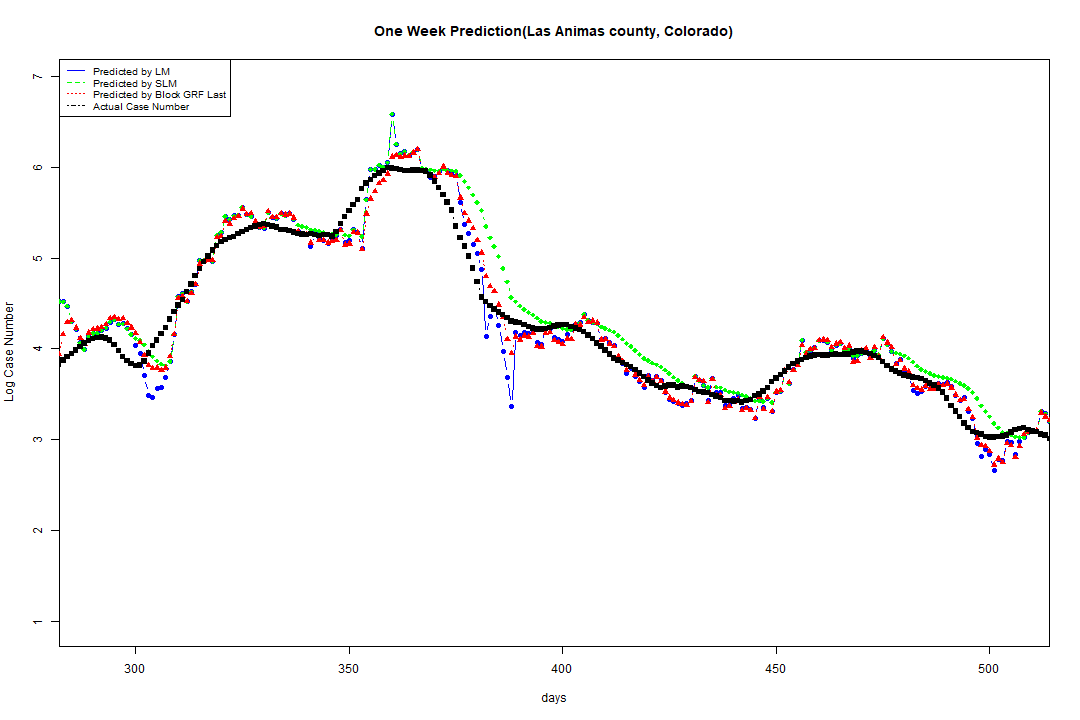 One Week Prediction(Las Animas county, Colorado)
Predicted by LM
Predicted by SLM
Predicted by Block GRF Last
Actual Case Number
Log Case Number
7
6
5
4
3
2
1
300 350 400 450 500
days